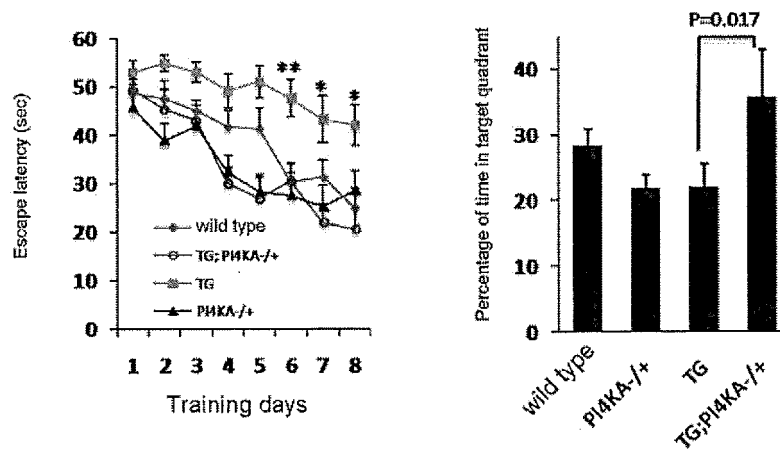 Escape latency (sec)
60
50
40
30
20
10
0
** * *
wild type
TG; PI4KA-/+
TG
PI4KA-/+
1 2 3 4 5 6 7 8
Training days
P=0.017
Percentage of time in target quadrant
40
30
20
10
0
wild type
PI4KA-/+
TG
TG;PI4KA-/+